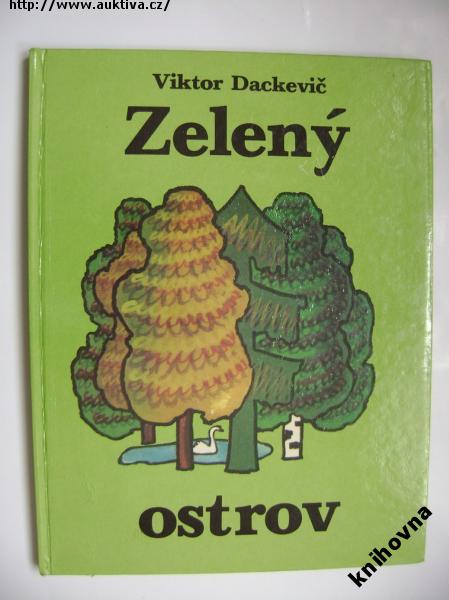 http://www.auktiva.cz/
Viktor Dackevič
Zelený
ostrov
knihovna